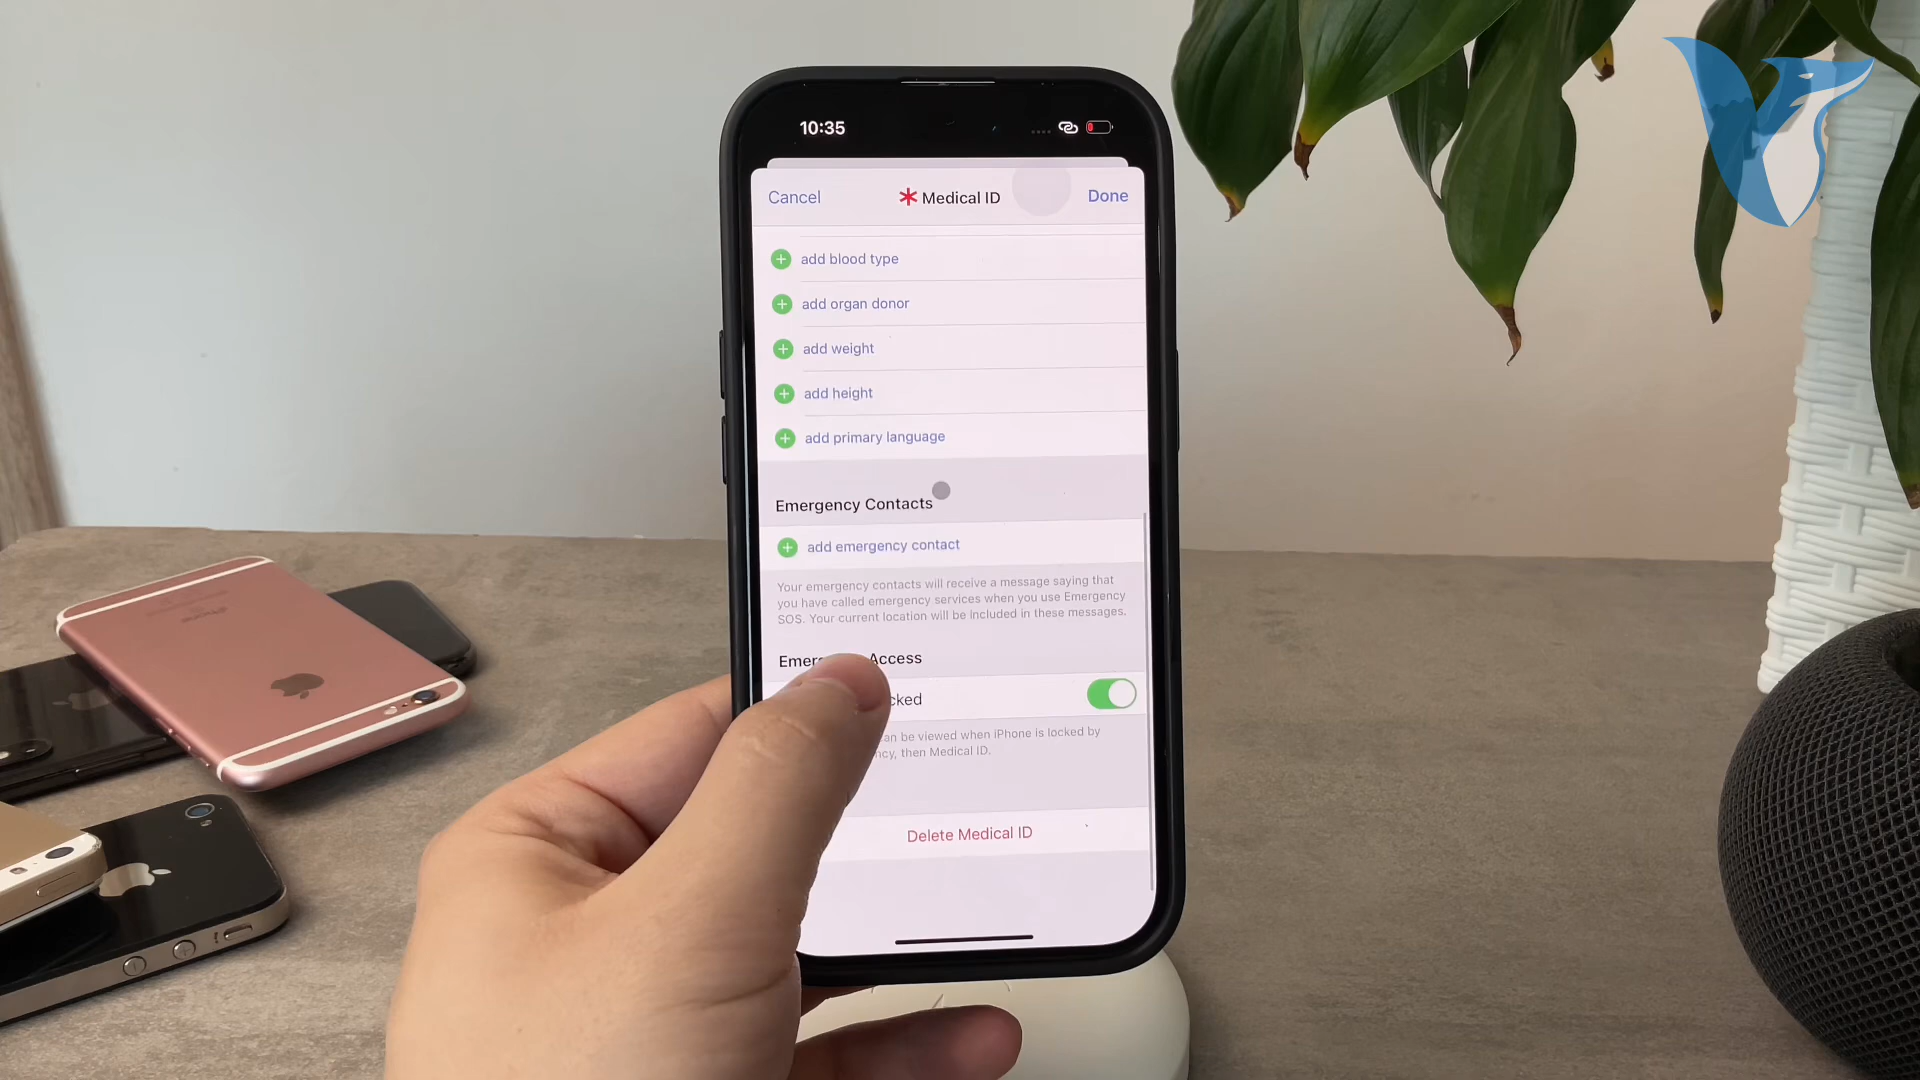 10:35
Cancel
Medical ID
Done
add blood type
add organ donor
add weight
add height
add primary language
Emergency Contacts
add emergency contact
Your emergency contacts will receive a message saying that
you have called emergency services when you use Emergency
SOS. Your current location will be included in these messages.
Access
can be viewed when iPhone is locked by
then Medical ID.
Delete Medical ID
iPhone